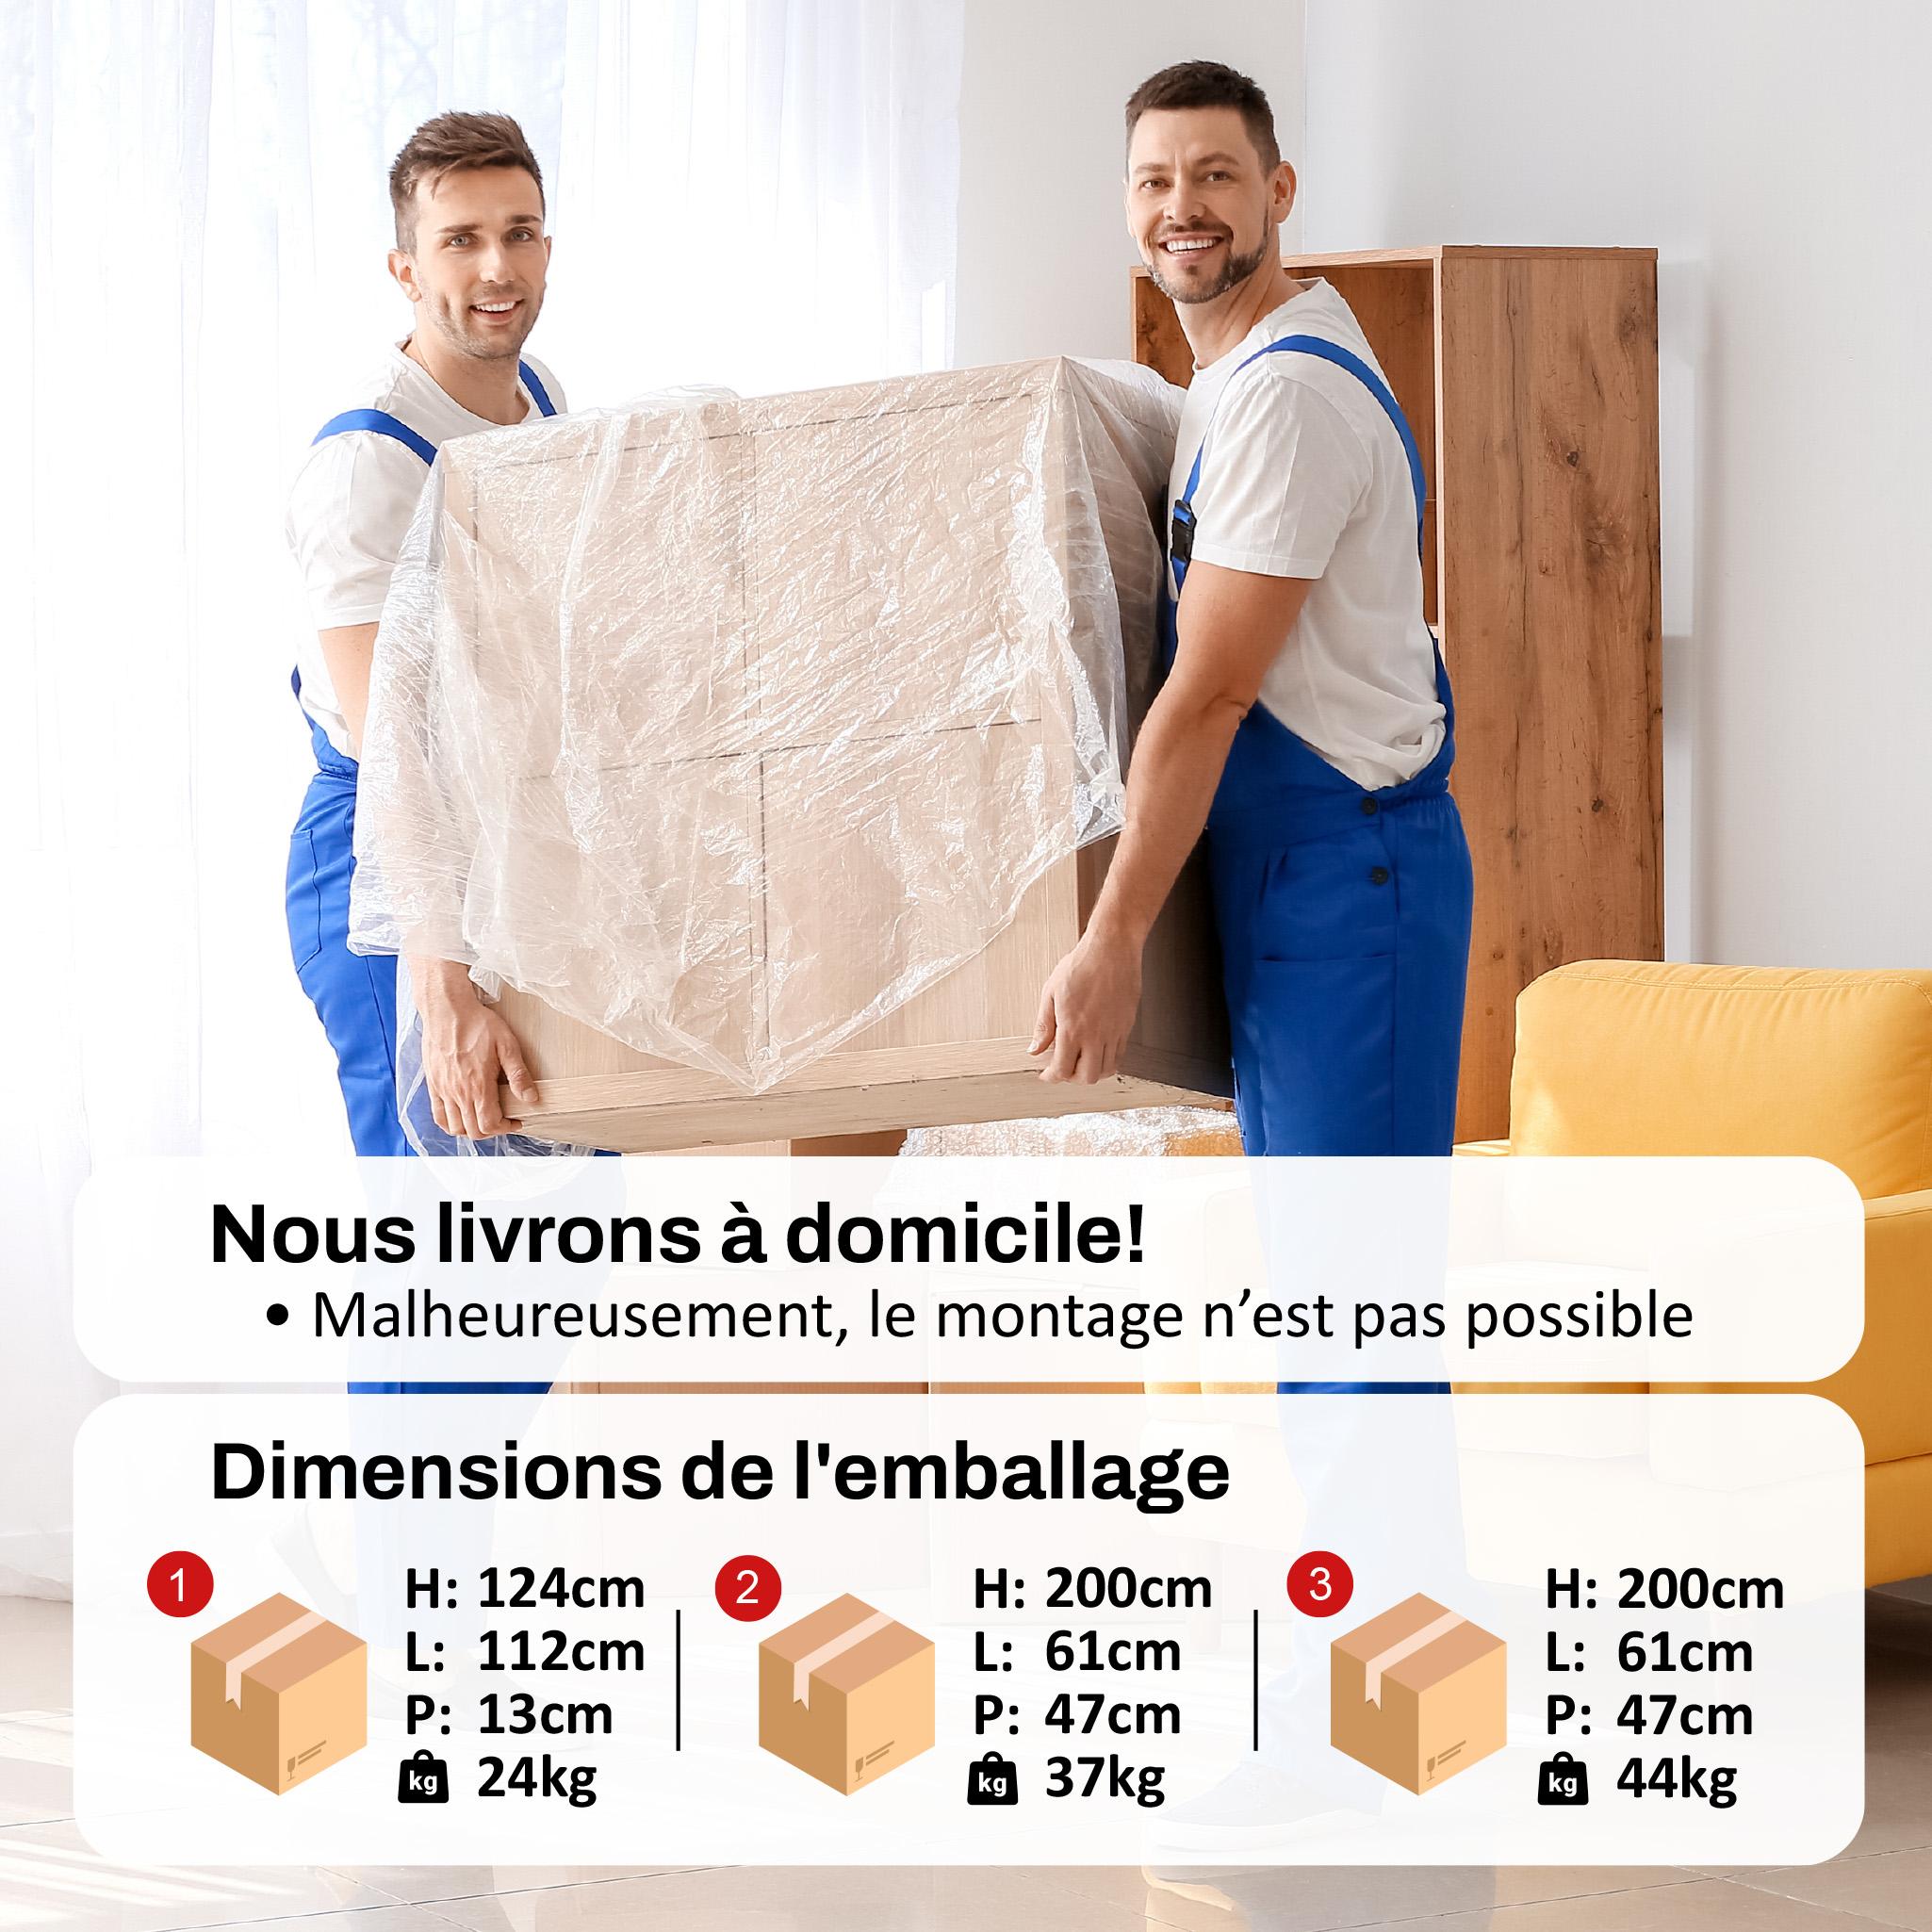 Nous livrons à domicile!
• Malheureusement, le montage n’est pas possible
Dimensions de l'emballage
1
H: 124cm
L: 112cm
P: 13cm
kg 24kg
2
H: 200cm
L: 61cm
P: 47cm
kg 37kg
3
H: 200cm
L: 61cm
P: 47cm
kg 44kg